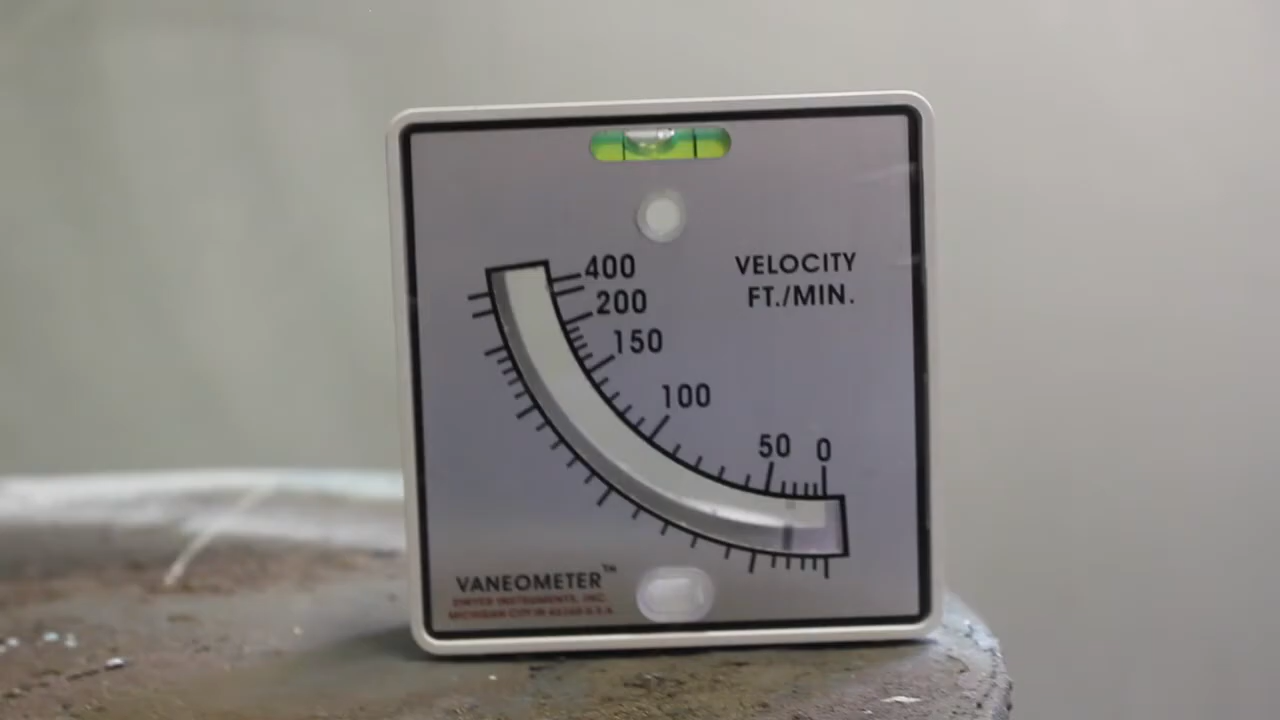 400
200
150
100
50 0
VELOCITY
FT./MIN.
VANEOMETER™
DWYER INSTRUMENTS, INC.
MICHIGAN CITY IN 46360 U.S.A.